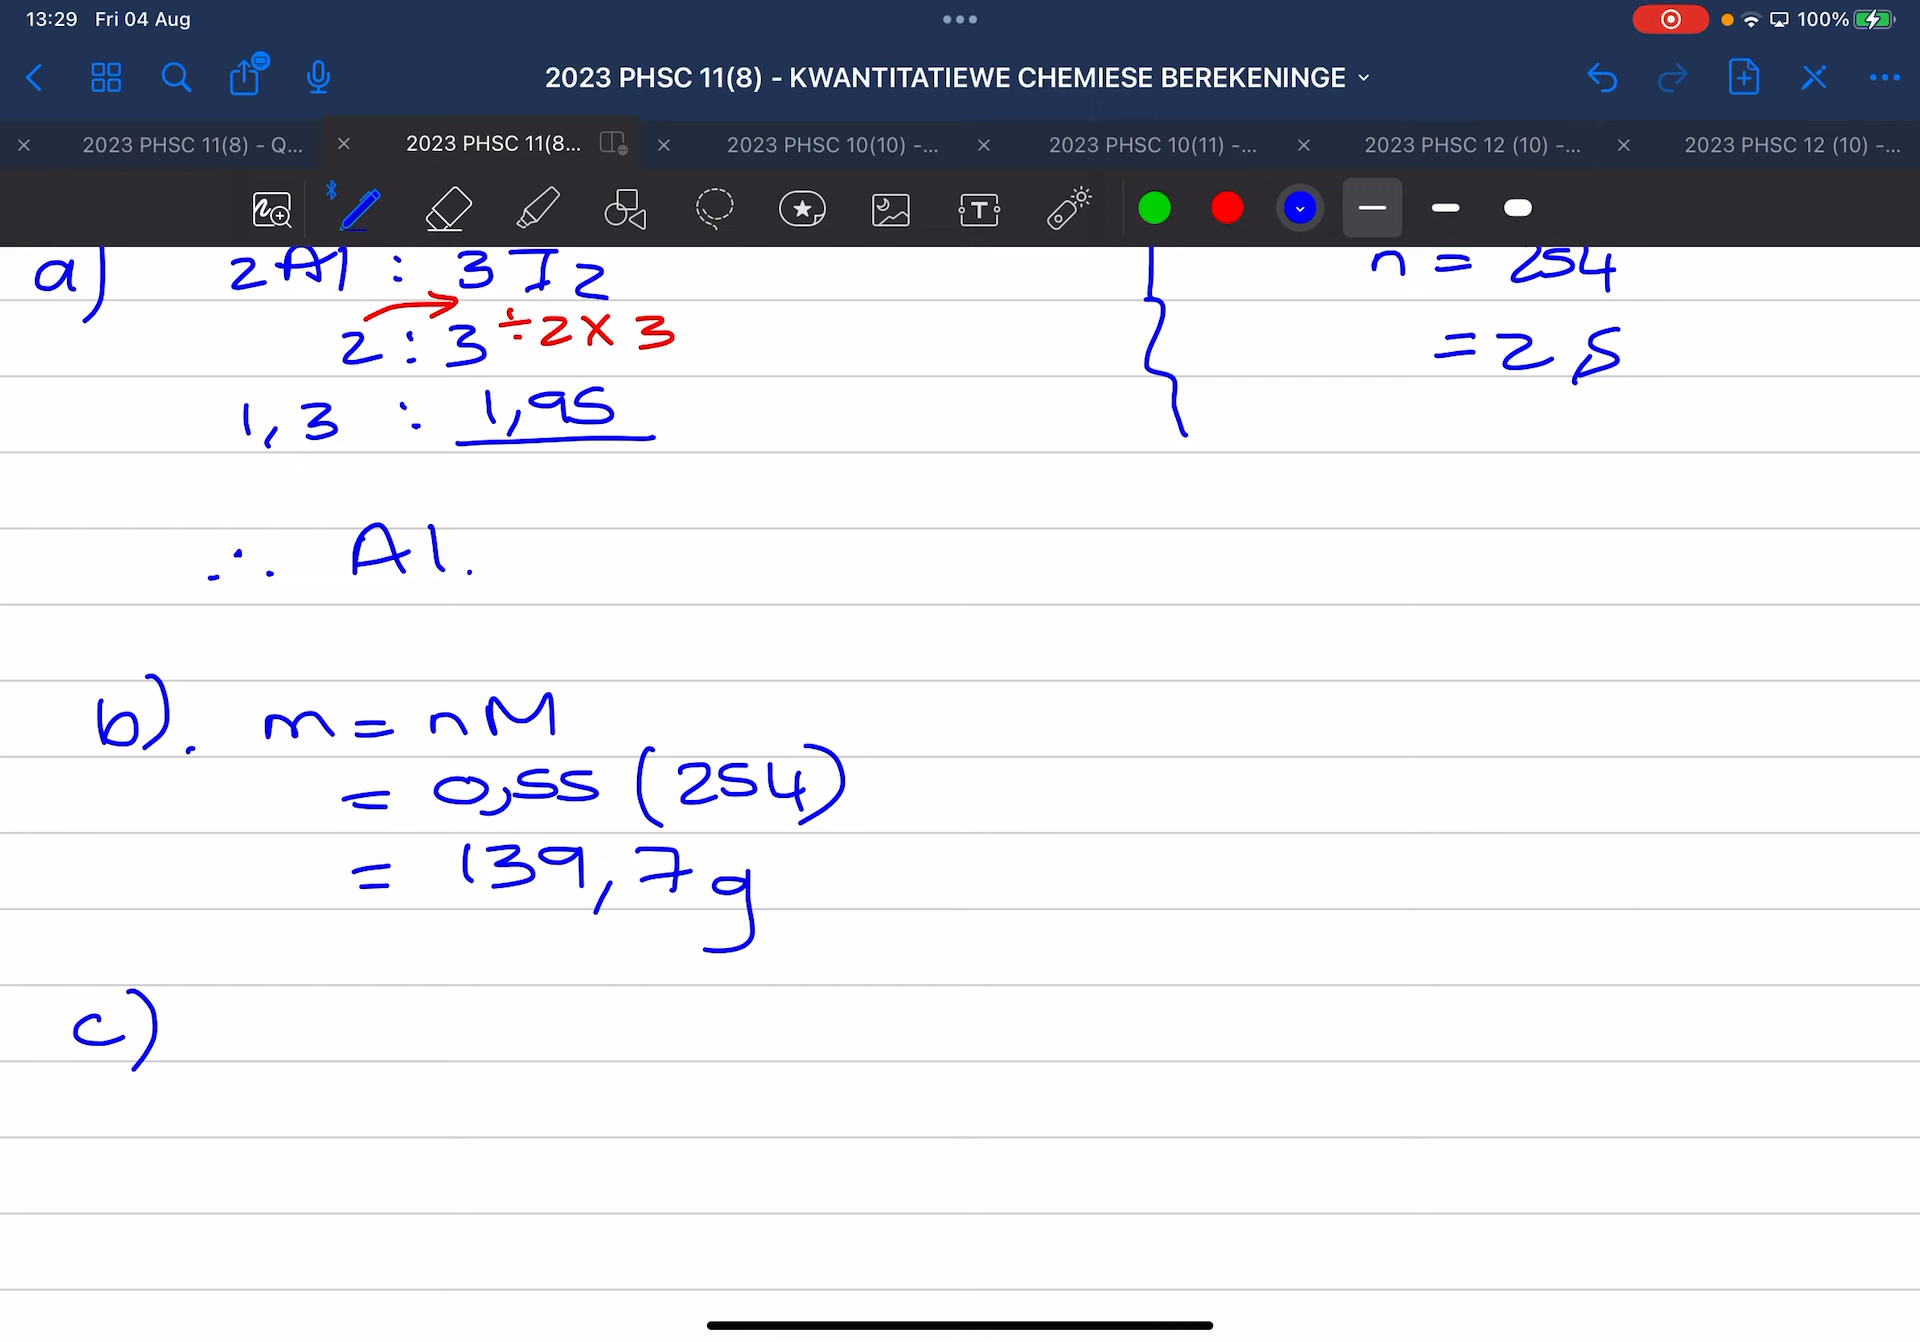 13:29 Fri 04 Aug
100%
2023 PHSC 11(8) - KWANTITATIEWE CHEMIESE BEREKENINGE
2023 PHSC 11(8) - Q...
2023 PHSC 11(8...
2023 PHSC 10(10) -...
2023 PHSC 10(11) -...
2023 PHSC 12 (10) -...
2023 PHSC 12 (10) -...
a) 2Al : 3I2
2 : 3 ÷2 × 3
1,3 : 1,95
∴ Al.
n = 254
= 2,5
b). m = nM
= 0,55 (254)
= 139,7g
c)